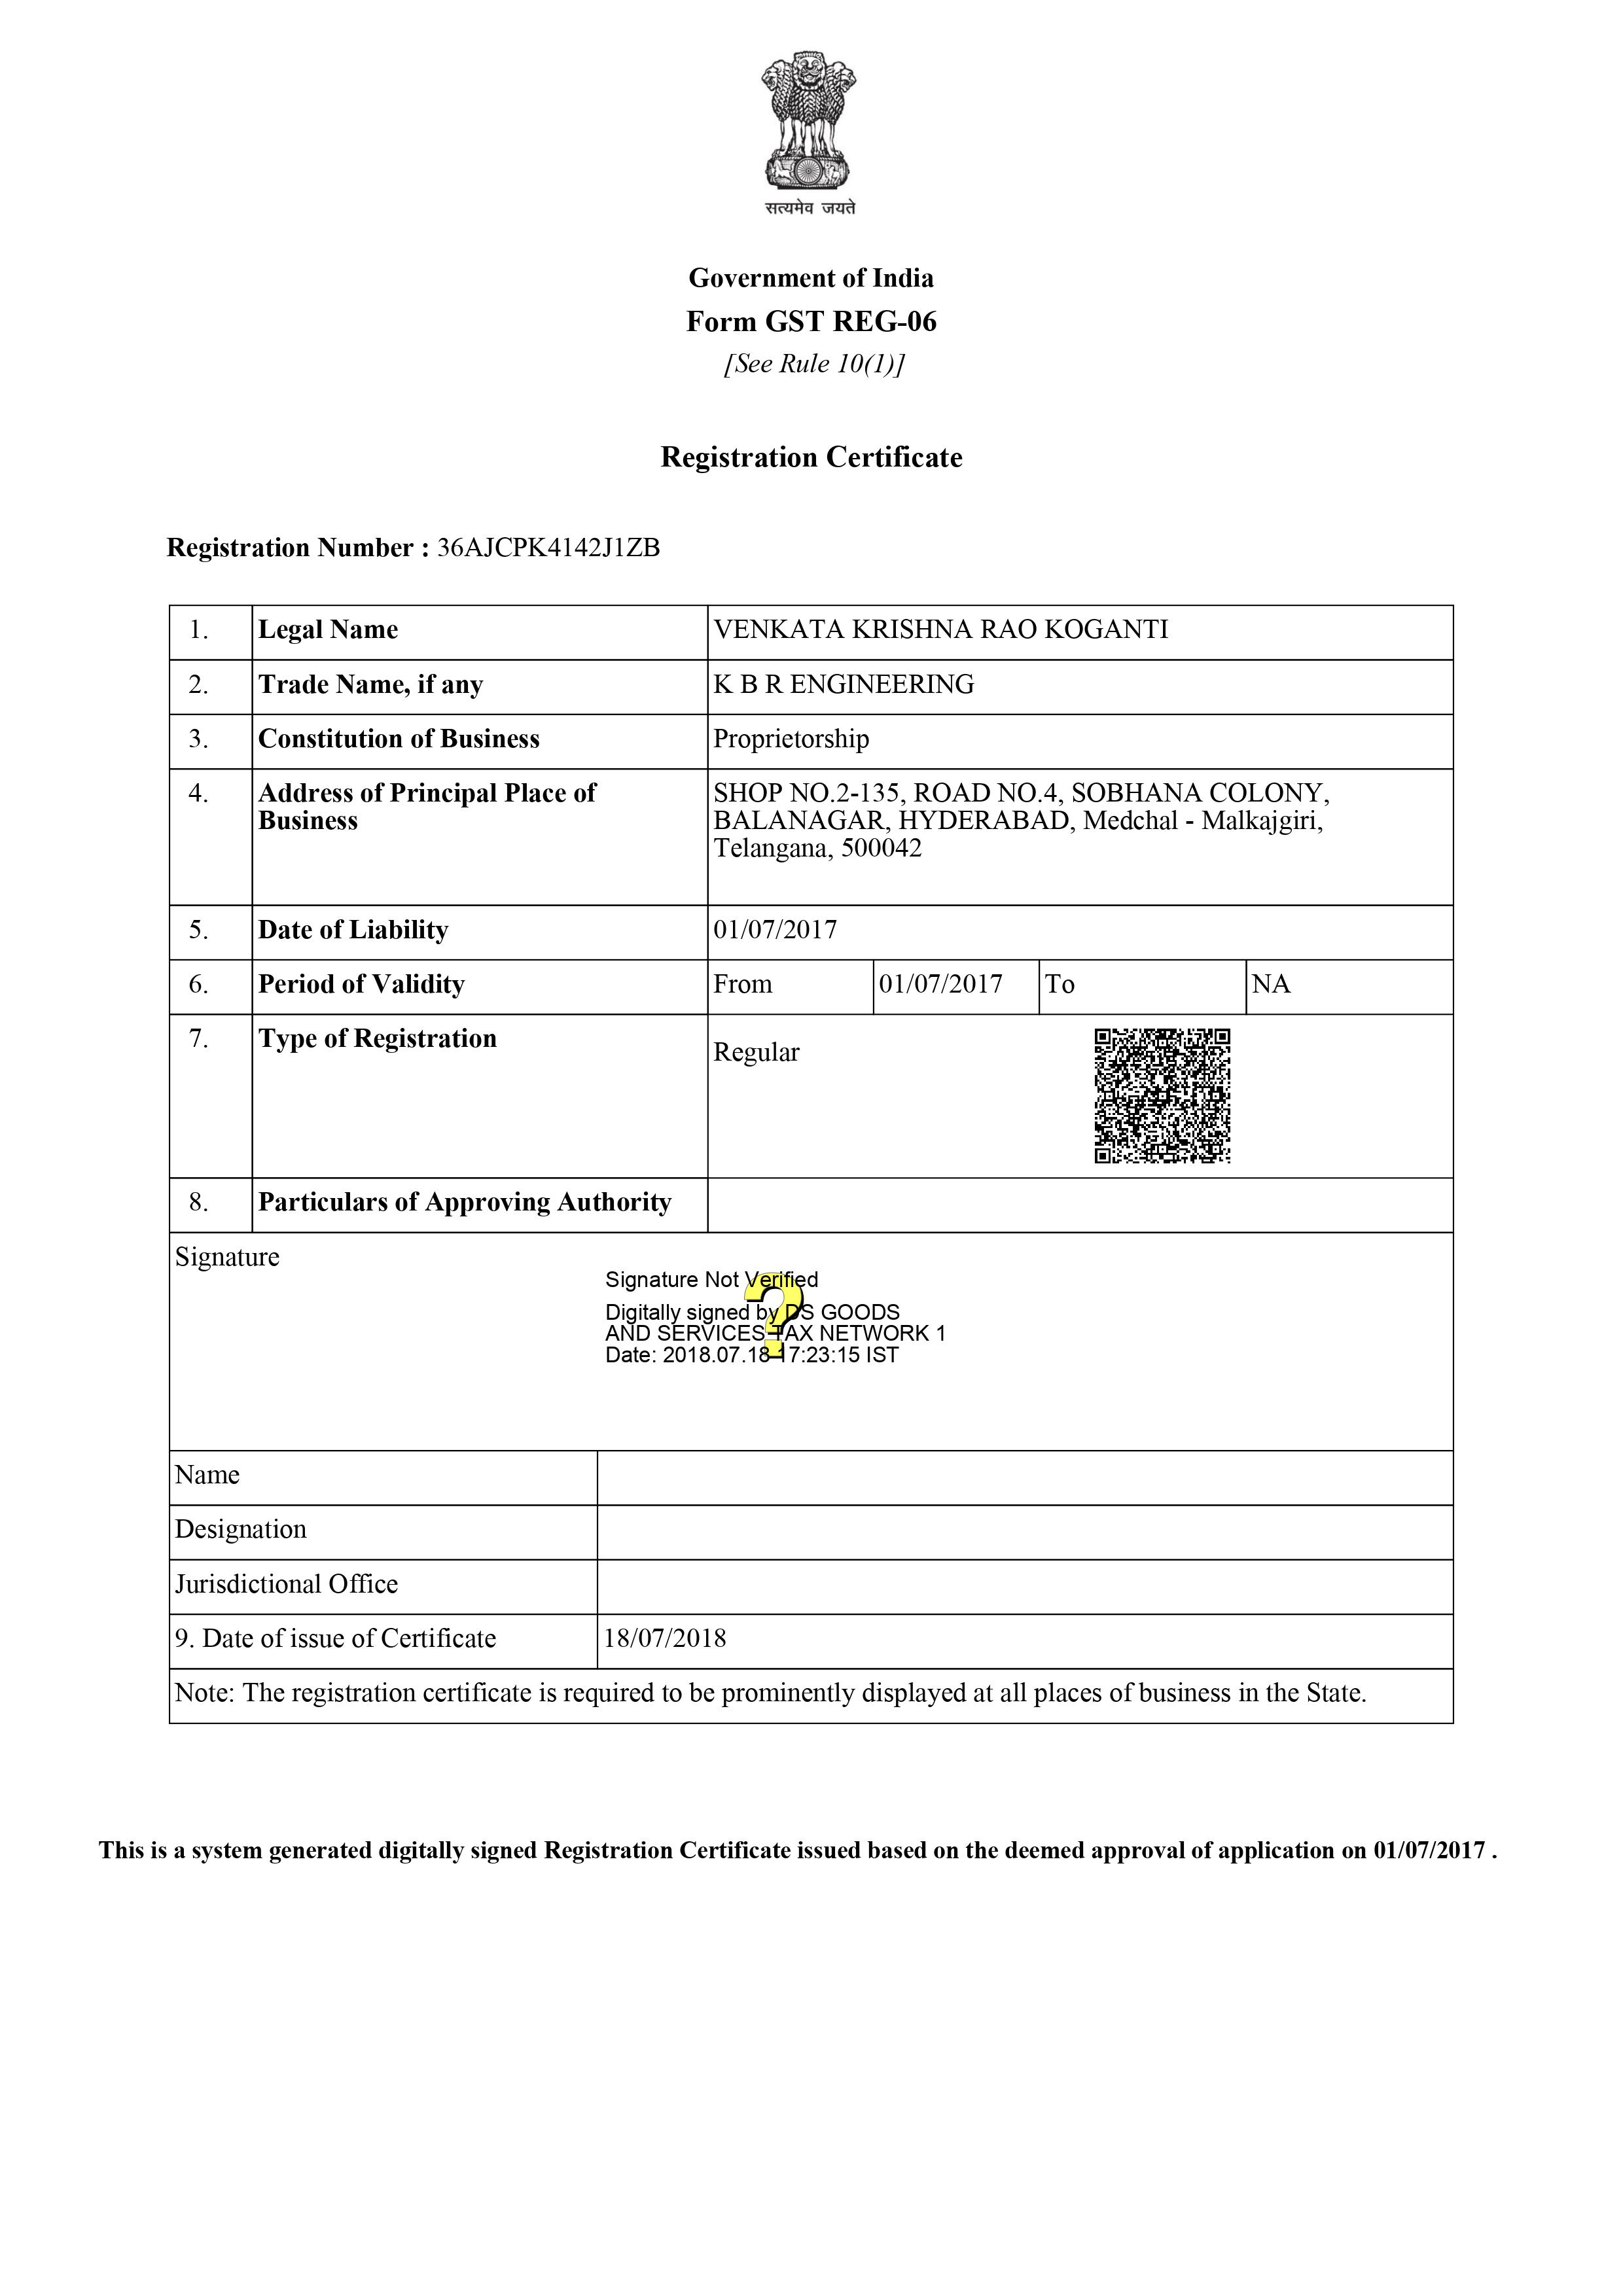 सत्यमेव जयते
Government of India
Form GST REG-06
[See Rule 10(1)]
Registration Certificate
Registration Number : 36AJCPK4142J1ZB
1. Legal Name VENKATA KRISHNA RAO KOGANTI
2. Trade Name, if any K B R ENGINEERING
3. Constitution of Business Proprietorship
4. Address of Principal Place of Business SHOP NO.2-135, ROAD NO.4, SOBHANA COLONY,
BALANAGAR, HYDERABAD, Medchal - Malkajgiri,
Telangana, 500042
5. Date of Liability 01/07/2017
6. Period of Validity From 01/07/2017 To NA
7. Type of Registration Regular
8. Particulars of Approving Authority
Signature
Signature Not Verified
Digitally signed by DS GOODS
AND SERVICES TAX NETWORK 1
Date: 2018.07.18 17:23:15 IST
Name
Designation
Jurisdictional Office
9. Date of issue of Certificate 18/07/2018
Note: The registration certificate is required to be prominently displayed at all places of business in the State.
This is a system generated digitally signed Registration Certificate issued based on the deemed approval of application on 01/07/2017 .